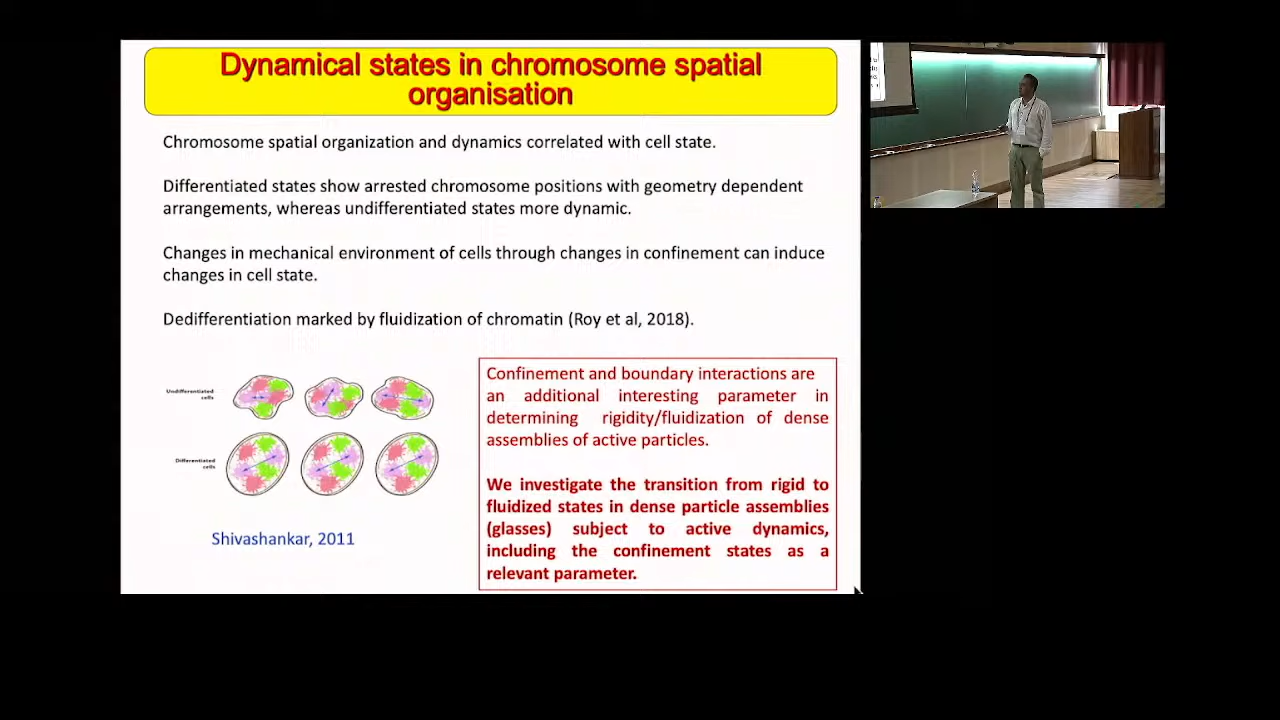 Dynamical states in chromosome spatial
organisation
Chromosome spatial organization and dynamics correlated with cell state.
Differentiated states show arrested chromosome positions with geometry dependent
arrangements, whereas undifferentiated states more dynamic.
Changes in mechanical environment of cells through changes in confinement can induce
changes in cell state.
Dedifferentiation marked by fluidization of chromatin (Roy et al, 2018).
Undifferentiated
cells
Differentiated
cells
Shivashankar, 2011
Confinement and boundary interactions are
an additional interesting parameter in
determining rigidity/fluidization of dense
assemblies of active particles.
We investigate the transition from rigid to
fluidized states in dense particle assemblies
(glasses) subject to active dynamics,
including the confinement states as a
relevant parameter.